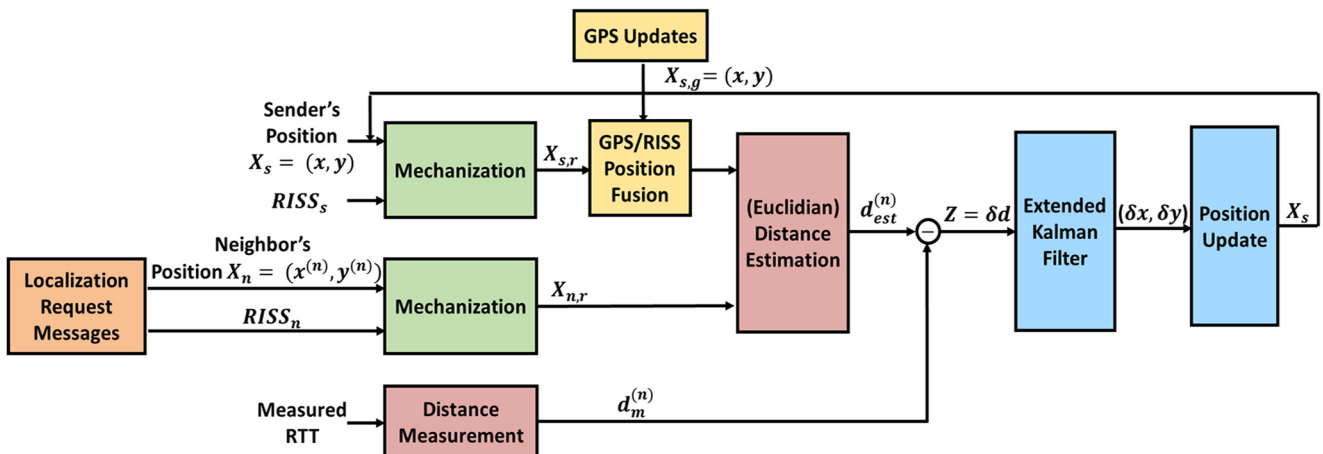 GPS Updates
X_{s,g} = (x, y)
Sender's
Position
X_s = (x, y)
RISS_s
Mechanization
X_{s,r}
GPS/RISS
Position
Fusion
(Euclidian)
Distance
Estimation
d_{est}^{(n)}
−
Z = δd
Extended
Kalman
Filter
(δx, δy)
Position
Update
X_s
Localization
Request
Messages
Neighbor's
Position X_n = (x^{(n)}, y^{(n)})
RISS_n
Mechanization
X_{n,r}
Measured
RTT
Distance
Measurement
d_m^{(n)}